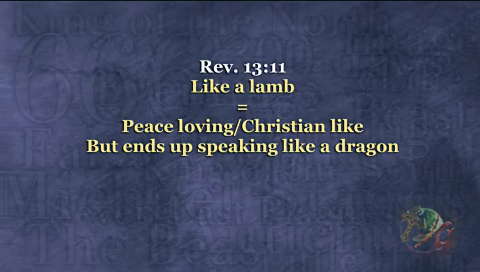 Rev. 13:11
Like a lamb
=
Peace loving/Christian like
But ends up speaking like a dragon